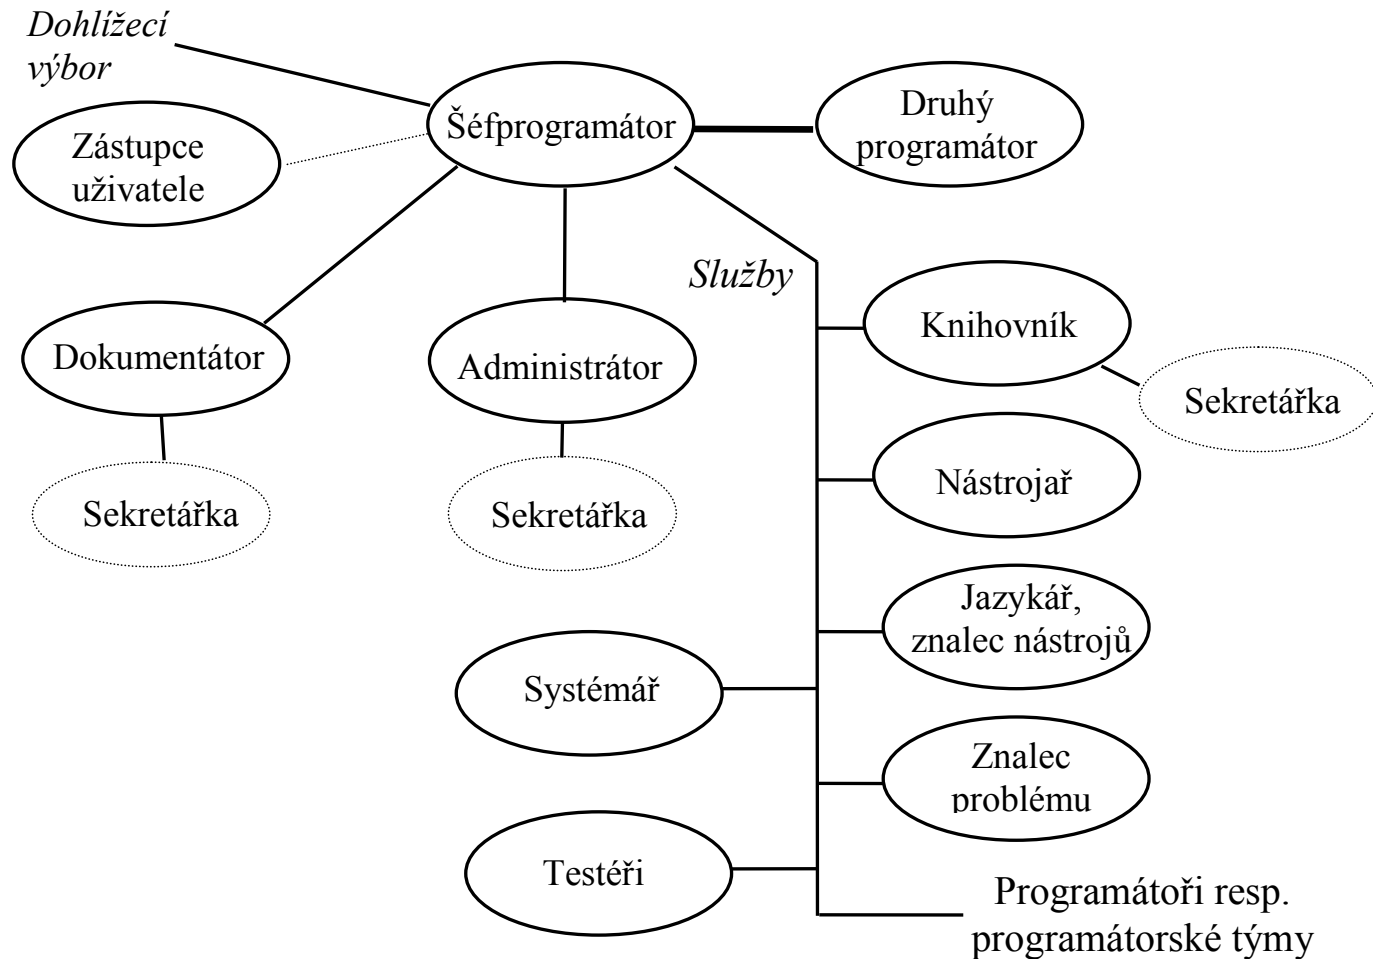 Dohlížecí
výbor
Šéfprogramátor
Druhý
programátor
Zástupce
uživatele
Služby
Knihovník
Dokumentátor
Administrátor
Sekretářka
Nástrojař
Sekretářka
Sekretářka
Jazykář,
znalec nástrojů
Systémář
Znalec
problému
Testéři
Programátoři resp.
programátorské týmy